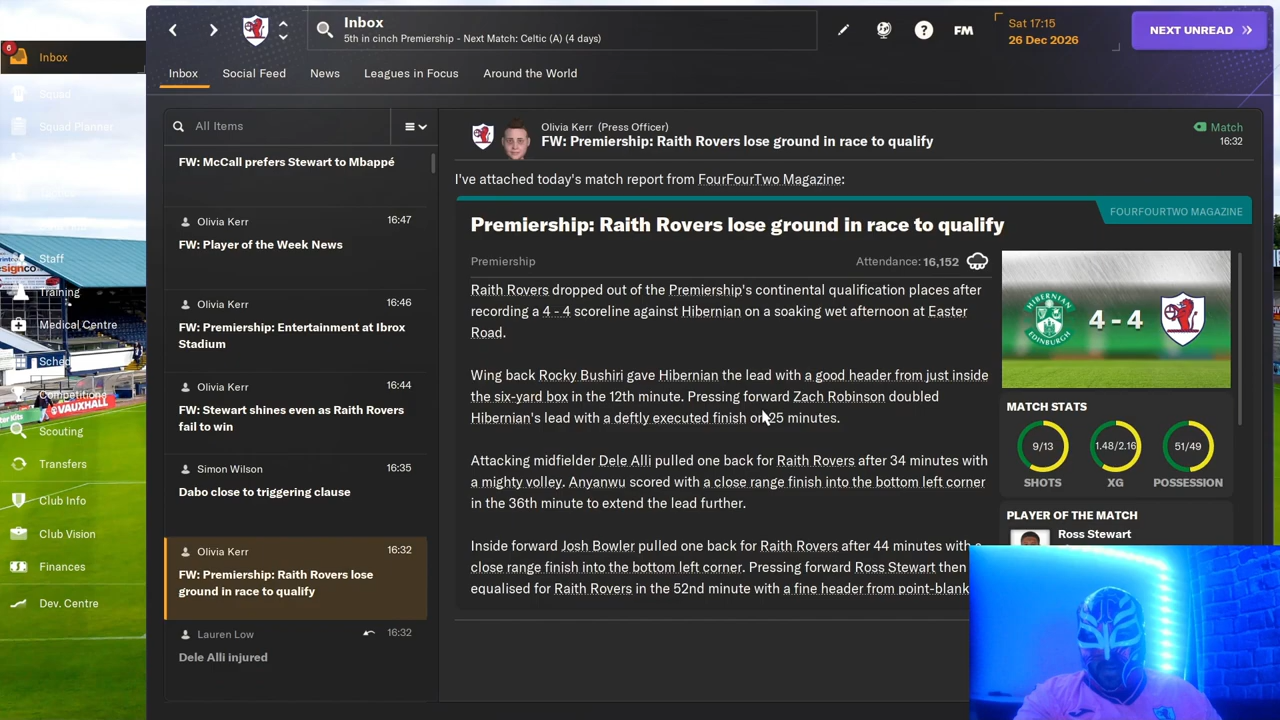 6
Inbox
Squad
Squad Planner
Staff
Training
Medical Centre
Sched
Competitions
VAUXHALL
Scouting
Transfers
Club Info
Club Vision
Finances
Dev. Centre
Inbox
5th in cinch Premiership - Next Match: Celtic (A) (4 days)
?
FM
Sat 17:15
26 Dec 2026
NEXT UNREAD
Inbox
Social Feed
News
Leagues in Focus
Around the World
All Items
FW: McCall prefers Stewart to Mbappé
Olivia Kerr 16:47
FW: Player of the Week News
Olivia Kerr 16:46
FW: Premiership: Entertainment at Ibrox
Stadium
Olivia Kerr 16:44
FW: Stewart shines even as Raith Rovers
fail to win
Simon Wilson 16:35
Dabo close to triggering clause
Olivia Kerr 16:32
FW: Premiership: Raith Rovers lose
ground in race to qualify
Lauren Low 16:32
Dele Alli injured
Olivia Kerr (Press Officer)
FW: Premiership: Raith Rovers lose ground in race to qualify
Match
16:32
I've attached today's match report from FourFourTwo Magazine:
FOURFOURTWO MAGAZINE
Premiership: Raith Rovers lose ground in race to qualify
Premiership Attendance: 16,152
Raith Rovers dropped out of the Premiership's continental qualification places after
recording a 4 - 4 scoreline against Hibernian on a soaking wet afternoon at Easter
Road.
Wing back Rocky Bushiri gave Hibernian the lead with a good header from just inside
the six-yard box in the 12th minute. Pressing forward Zach Robinson doubled
Hibernian's lead with a deftly executed finish on 25 minutes.
Attacking midfielder Dele Alli pulled one back for Raith Rovers after 34 minutes with
a mighty volley. Anyanwu scored with a close range finish into the bottom left corner
in the 36th minute to extend the lead further.
Inside forward Josh Bowler pulled one back for Raith Rovers after 44 minutes with a
close range finish into the bottom left corner. Pressing forward Ross Stewart then
equalised for Raith Rovers in the 52nd minute with a fine header from point-blank
HIBERNIAN
EDINBURGH
4 - 4
MATCH STATS
9/13
1.48/2.16
51/49
SHOTS
XG
POSSESSION
PLAYER OF THE MATCH
Ross Stewart